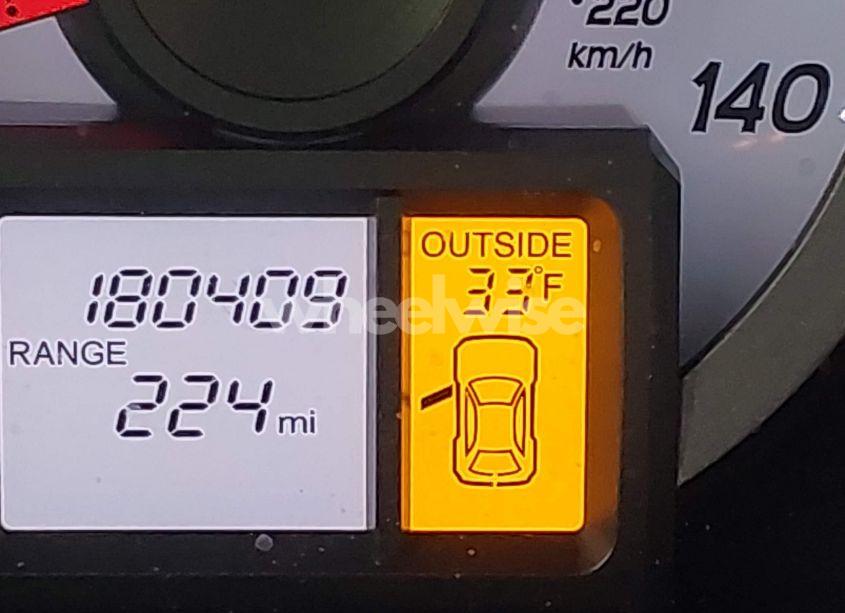 220
km/h
140
180409
RANGE
224 mi
OUTSIDE
33°F
wheelwise